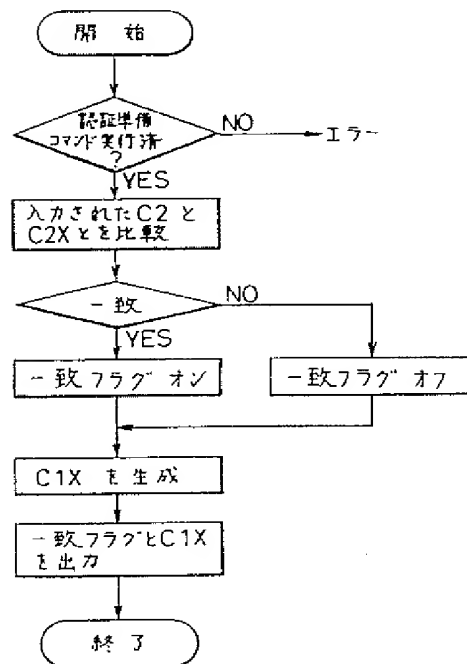 開始
認証準備
コマンド実行済
?
NO
エラー
YES
入力されたC2と
C2Xとを比較
一致
NO
YES
一致フラグ オン
一致フラグ オフ
C1X を生成
一致フラグとC1X
を出力
終了